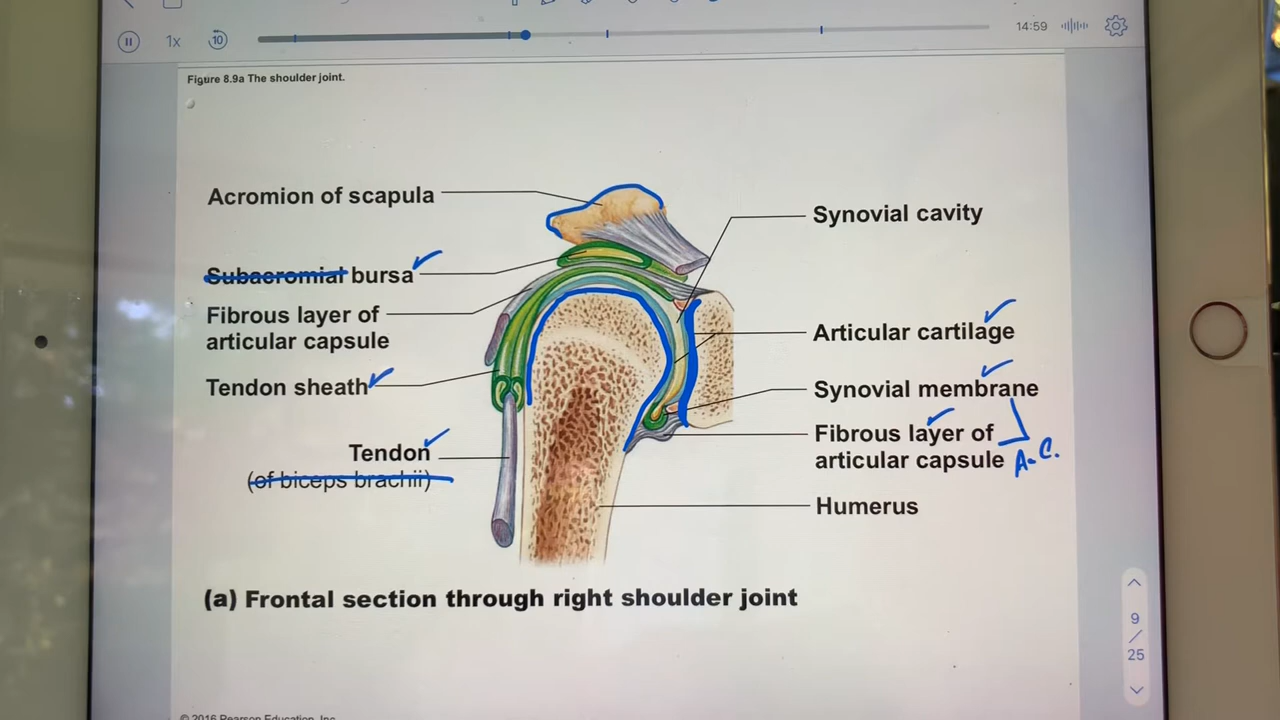 1x
10
14:59
Figure 8.9a The shoulder joint.
Acromion of scapula
Synovial cavity
Subacromial bursa
Fibrous layer of
articular capsule
Articular cartilage
Tendon sheath
Synovial membrane
Fibrous layer of
articular capsule
A.C.
Tendon
(of biceps brachii)
Humerus
(a) Frontal section through right shoulder joint
9
/
25
© 2016 Pearson Education, Inc.